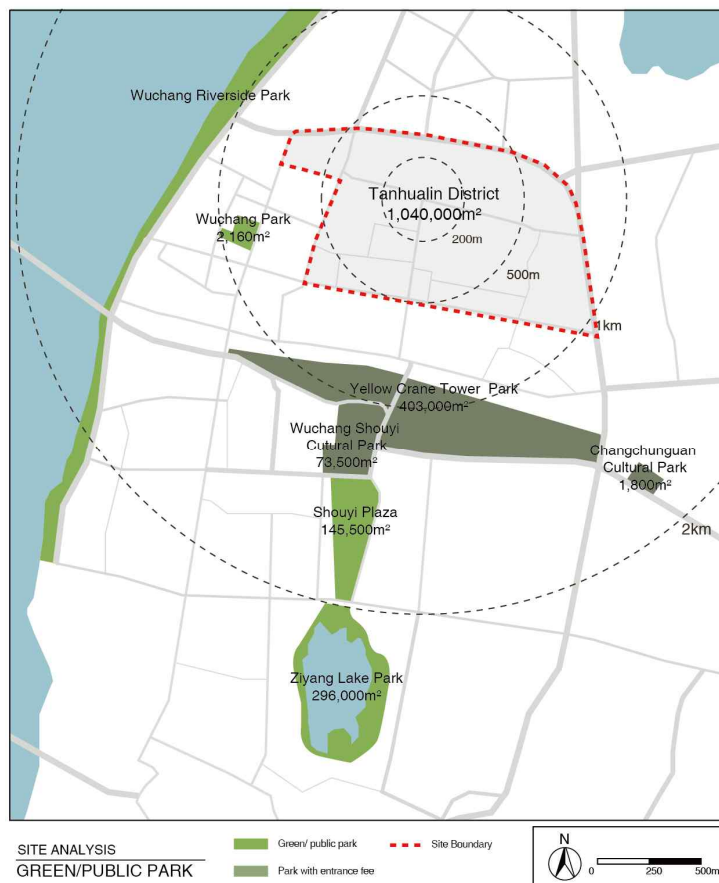 Wuchang Riverside Park
Tanhualin District
1,040,000m²
Wuchang Park
2,160m²
200m
500m
1km
Yellow Crane Tower Park
403,000m²
Wuchang Shouyi
Cutural Park
73,500m²
Changchunguan
Cultural Park
1,800m²
Shouyi Plaza
145,500m²
2km
Ziyang Lake Park
296,000m²
SITE ANALYSIS
GREEN/PUBLIC PARK
Green/ public park
Site Boundary
Park with entrance fee
N
0 250 500m